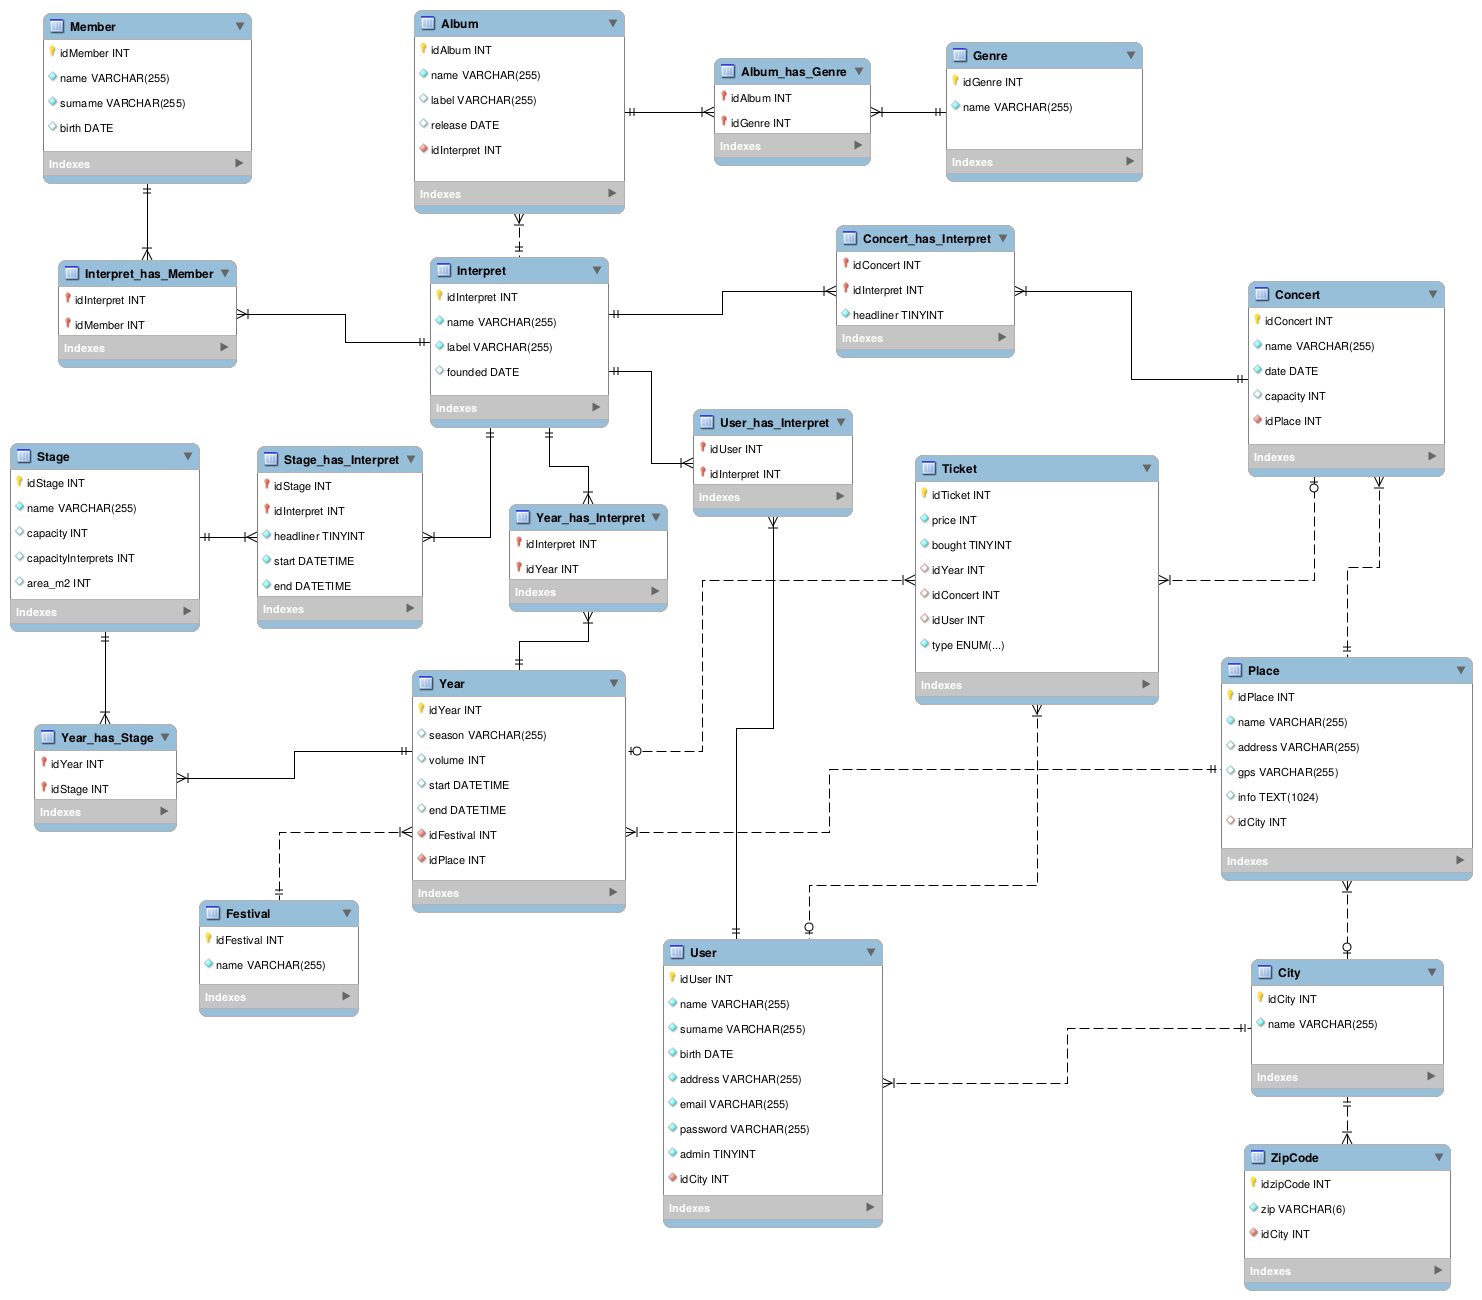 Member
idMember INT
name VARCHAR(255)
surname VARCHAR(255)
birth DATE
Indexes
Album
idAlbum INT
name VARCHAR(255)
label VARCHAR(255)
release DATE
idInterpret INT
Indexes
Album_has_Genre
idAlbum INT
idGenre INT
Indexes
Genre
idGenre INT
name VARCHAR(255)
Indexes
Interpret_has_Member
idInterpret INT
idMember INT
Indexes
Interpret
idInterpret INT
name VARCHAR(255)
label VARCHAR(255)
founded DATE
Indexes
Concert_has_Interpret
idConcert INT
idInterpret INT
headliner TINYINT
Indexes
Concert
idConcert INT
name VARCHAR(255)
date DATE
capacity INT
idPlace INT
Indexes
Stage
idStage INT
name VARCHAR(255)
capacity INT
capacityInterprets INT
area_m2 INT
Indexes
Stage_has_Interpret
idStage INT
idInterpret INT
headliner TINYINT
start DATETIME
end DATETIME
Indexes
Year_has_Interpret
idInterpret INT
idYear INT
Indexes
User_has_Interpret
idUser INT
idInterpret INT
Indexes
Ticket
idTicket INT
price INT
bought TINYINT
idYear INT
idConcert INT
idUser INT
type ENUM(...)
Indexes
Year_has_Stage
idYear INT
idStage INT
Indexes
Year
idYear INT
season VARCHAR(255)
volume INT
start DATETIME
end DATETIME
idFestival INT
idPlace INT
Indexes
Place
idPlace INT
name VARCHAR(255)
address VARCHAR(255)
gps VARCHAR(255)
info TEXT(1024)
idCity INT
Indexes
Festival
idFestival INT
name VARCHAR(255)
Indexes
User
idUser INT
name VARCHAR(255)
surname VARCHAR(255)
birth DATE
address VARCHAR(255)
email VARCHAR(255)
password VARCHAR(255)
admin TINYINT
idCity INT
Indexes
City
idCity INT
name VARCHAR(255)
Indexes
ZipCode
idzipCode INT
zip VARCHAR(6)
idCity INT
Indexes